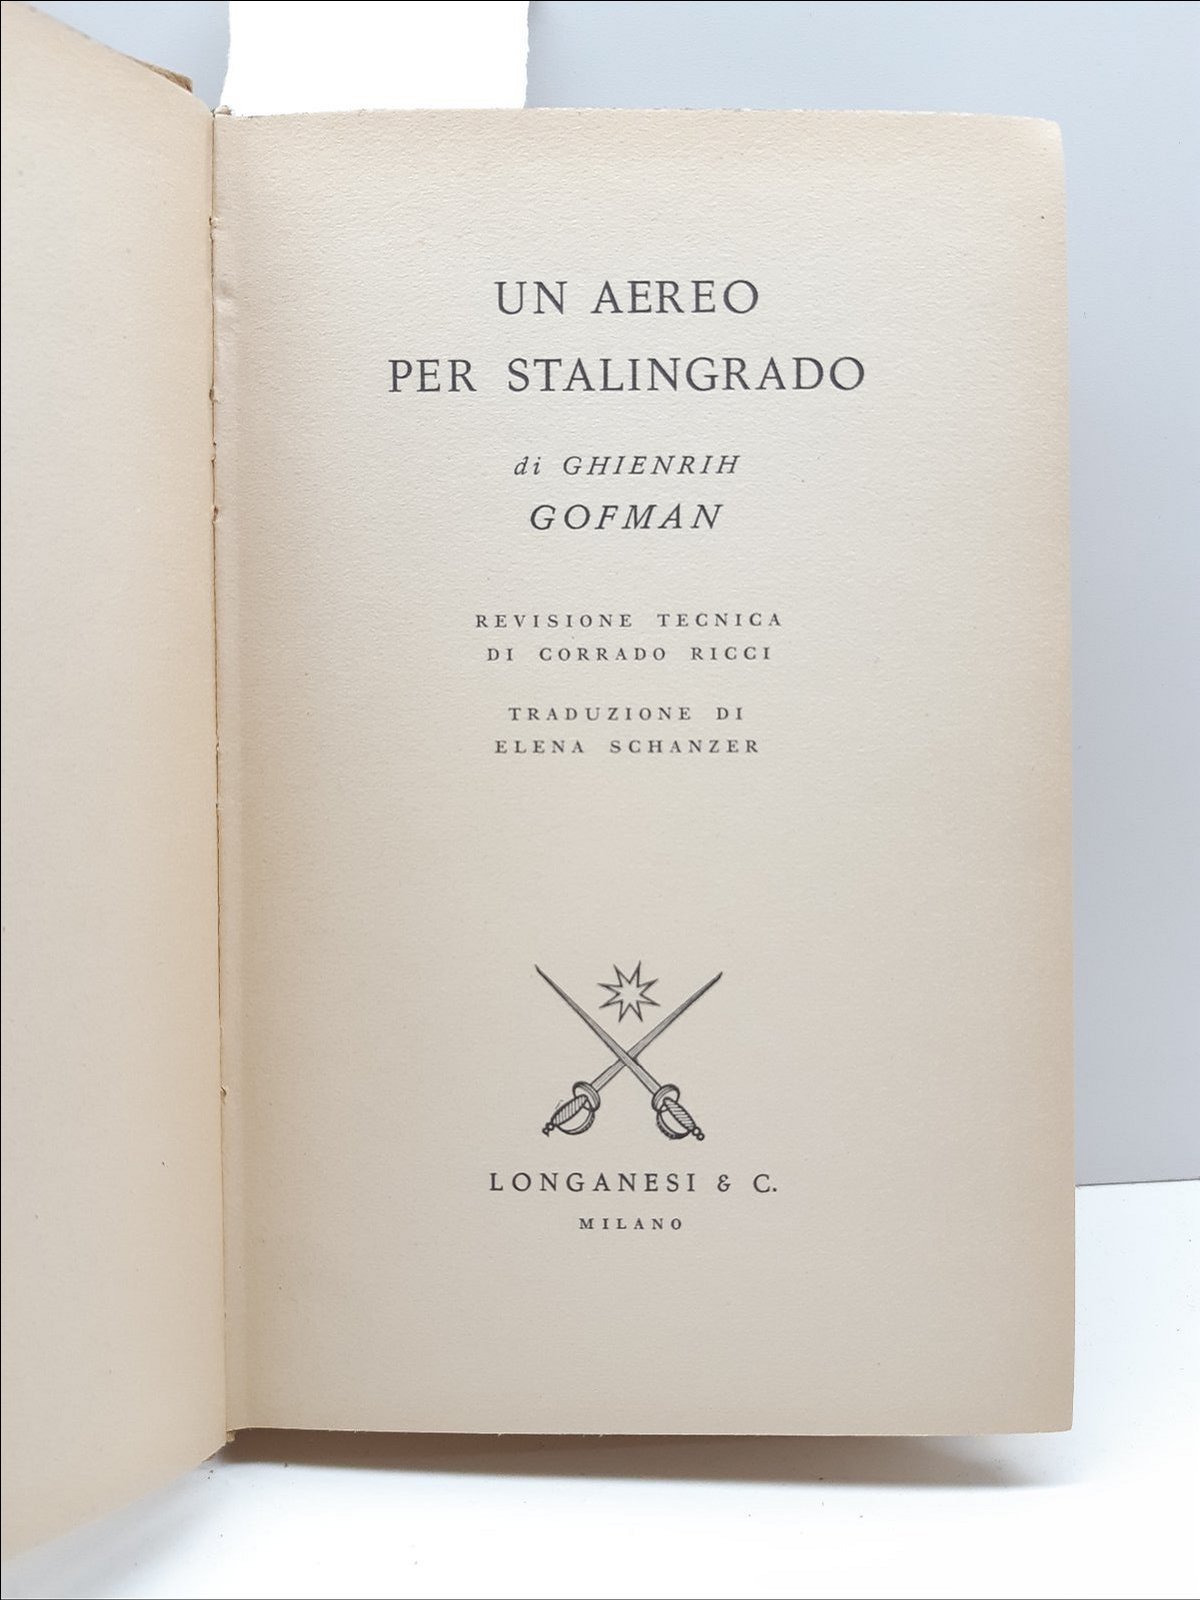 UN AEREO
PER STALINGRADO
di GHIENRIH
GOFMAN
REVISIONE TECNICA
DI CORRADO RICCI
TRADUZIONE DI
ELENA SCHANZER
LONGANESI & C.
MILANO